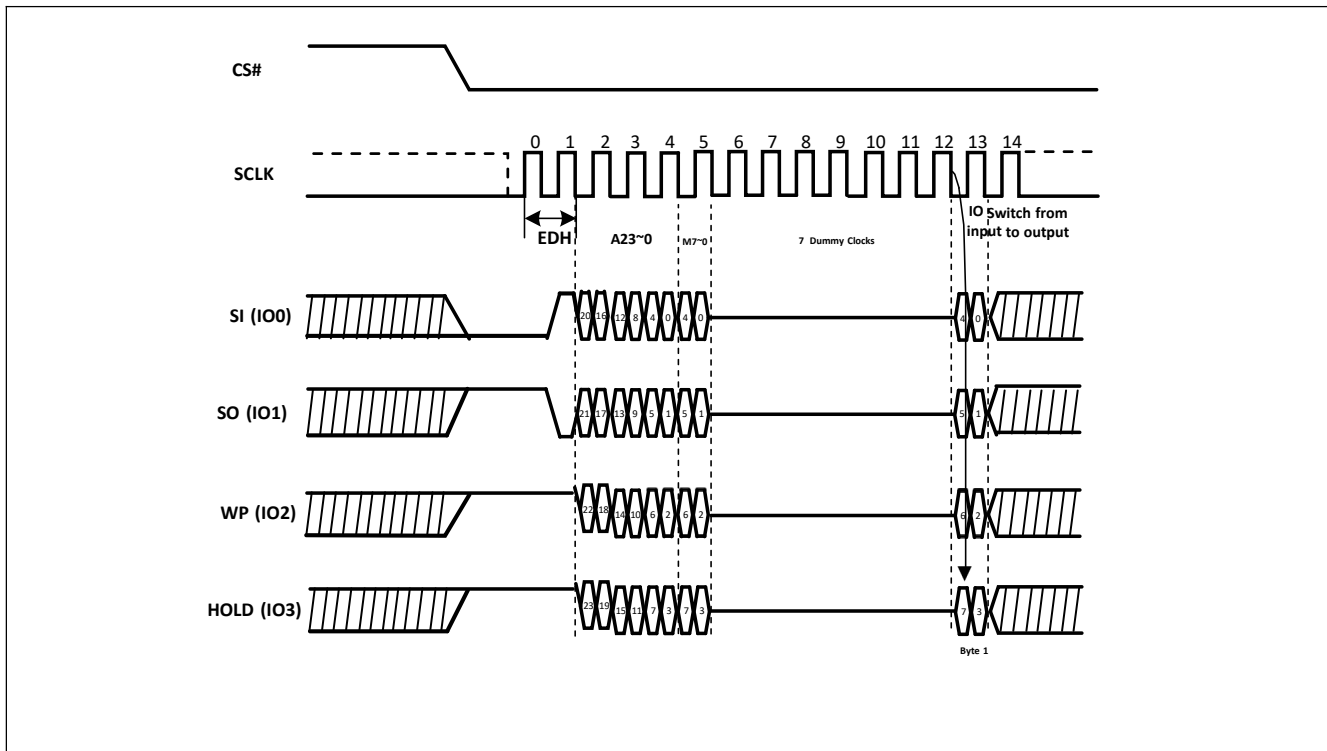 CS#
0 1 2 3 4 5 6 7 8 9 10 11 12 13 14
SCLK
IO Switch from
input to output
EDH A23~0 M7~0 7 Dummy Clocks
SI (IO0) 20 16 12 8 4 0 4 0 4 0
SO (IO1) 21 17 13 9 5 1 5 1 5 1
WP (IO2) 22 18 14 10 6 2 6 2 6 2
HOLD (IO3) 23 19 15 11 7 3 7 3 7 3
Byte 1